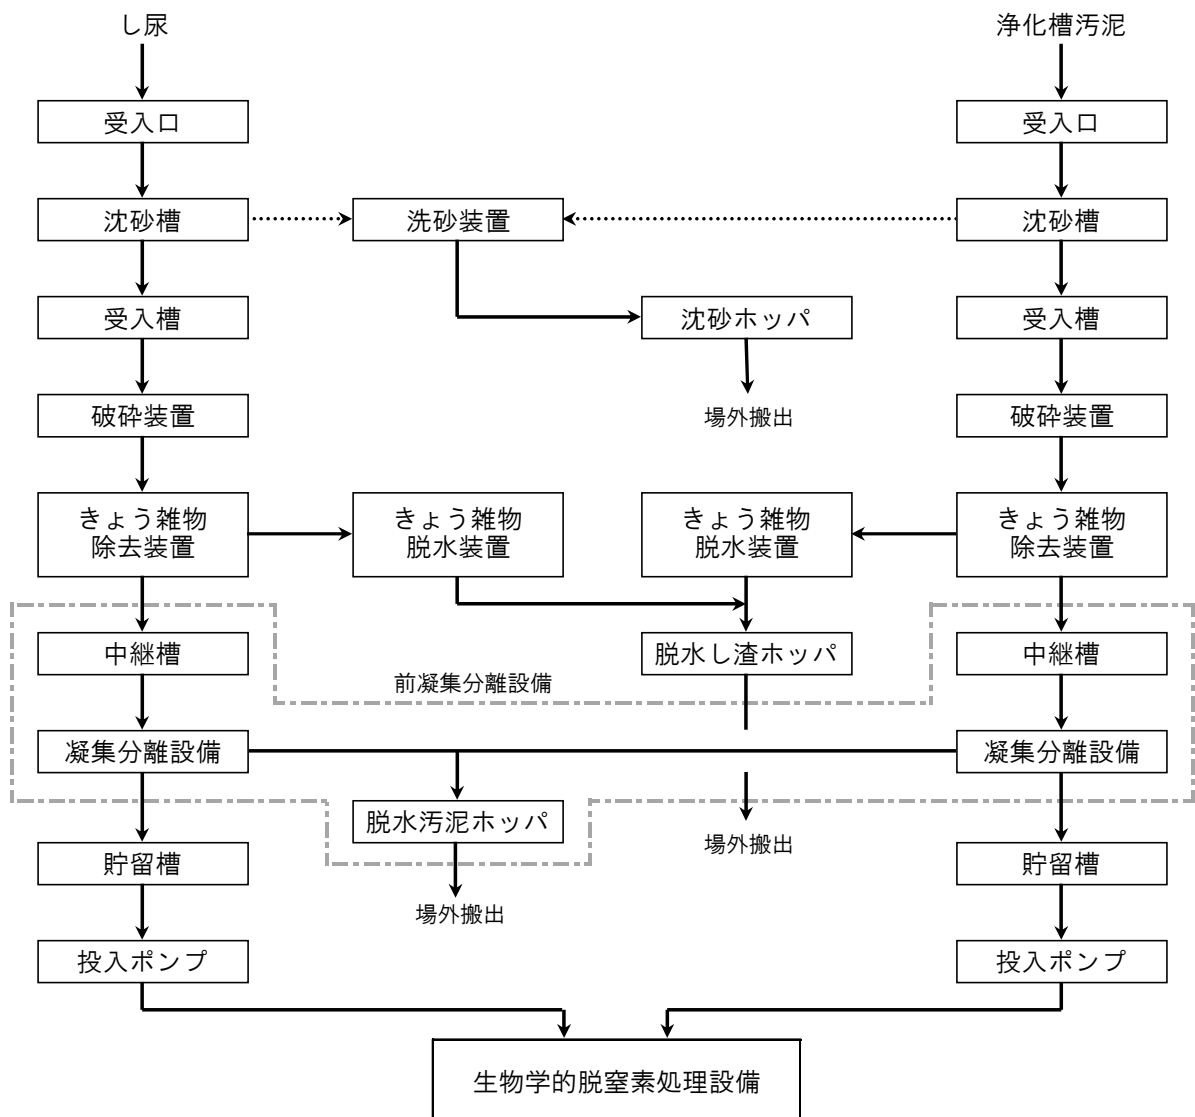 し尿
浄化槽汚泥
受入口
受入口
沈砂槽
洗砂装置
沈砂槽
受入槽
沈砂ホッパ
受入槽
破砕装置
場外搬出
破砕装置
きょう雑物
除去装置
きょう雑物
脱水装置
きょう雑物
脱水装置
きょう雑物
除去装置
中継槽
脱水し渣ホッパ
中継槽
前凝集分離設備
凝集分離設備
凝集分離設備
脱水汚泥ホッパ
場外搬出
貯留槽
貯留槽
場外搬出
投入ポンプ
投入ポンプ
生物学的脱窒素処理設備